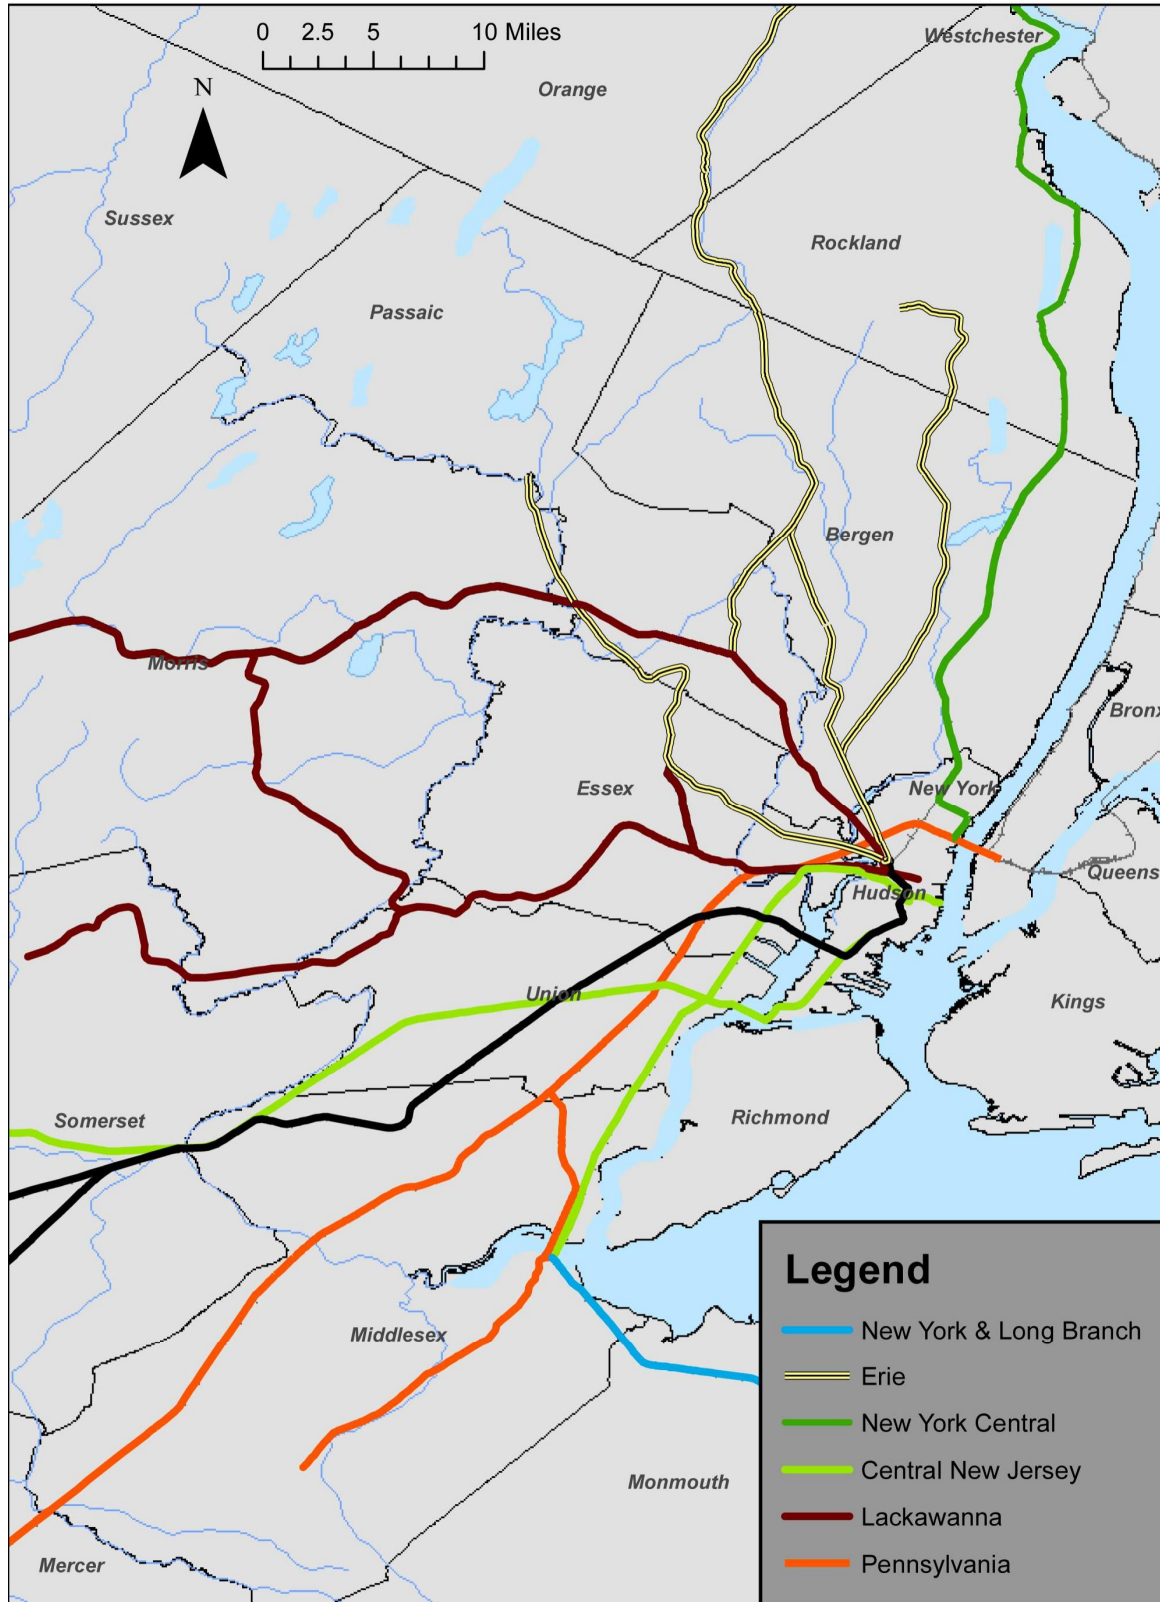 0 2.5 5 10 Miles
Westchester
N
Orange
Sussex
Rockland
Passaic
Bergen
Morris
Bronx
Essex
New York
Queens
Hudson
Union
Kings
Somerset
Richmond
Middlesex
Monmouth
Mercer
Legend
New York & Long Branch
Erie
New York Central
Central New Jersey
Lackawanna
Pennsylvania